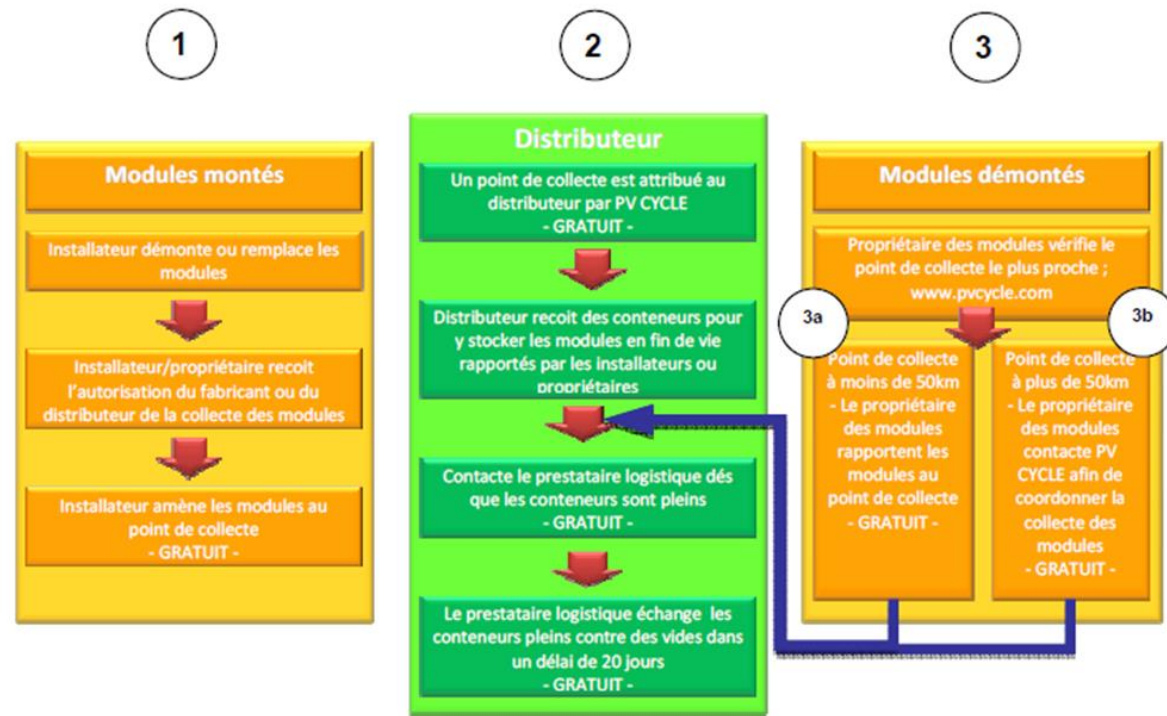 1
Modules montés
Installateur démonte ou remplace les
modules
Installateur/propriétaire recoit
l'autorisation du fabricant ou du
distributeur de la collecte des modules
Installateur amène les modules au
point de collecte
- GRATUIT -
2
Distributeur
Un point de collecte est attribué au
distributeur par PV CYCLE
- GRATUIT -
Distributeur recoit des conteneurs pour
y stocker les modules en fin de vie
rapportés par les installateurs ou
propriétaires
Contacte le prestataire logistique dés
que les conteneurs sont pleins
- GRATUIT -
Le prestataire logistique échange les
conteneurs pleins contre des vides dans
un délai de 20 jours
- GRATUIT -
3
Modules démontés
Propriétaire des modules vérifie le
point de collecte le plus proche ;
www.pvcycle.com
3a
Point de collecte
à moins de 50km
- Le propriétaire
des modules
rapportent les
modules au
point de collecte
- GRATUIT -
3b
Point de collecte
à plus de 50km
- Le propriétaire
des modules
contacte PV
CYCLE afin de
coordonner la
collecte des
modules
- GRATUIT -